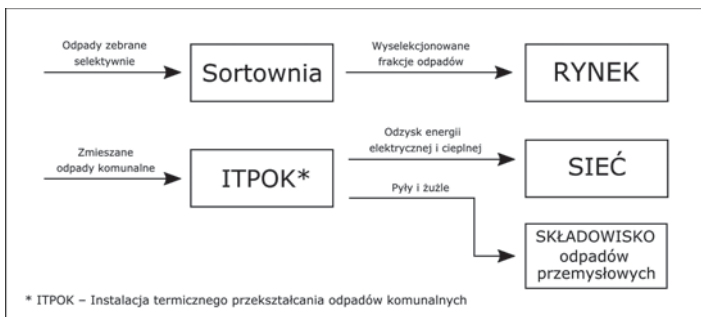 Odpady zebrane
selektywnie
Sortownia
Wyselekcjonowane
frakcje odpadów
RYNEK
Zmieszane
odpady komunalne
ITPOK*
Odzysk energii
elektrycznej i cieplnej
SIEĆ
Pyły i żużle
SKŁADOWISKO
odpadów
przemysłowych
* ITPOK – Instalacja termicznego przekształcania odpadów komunalnych